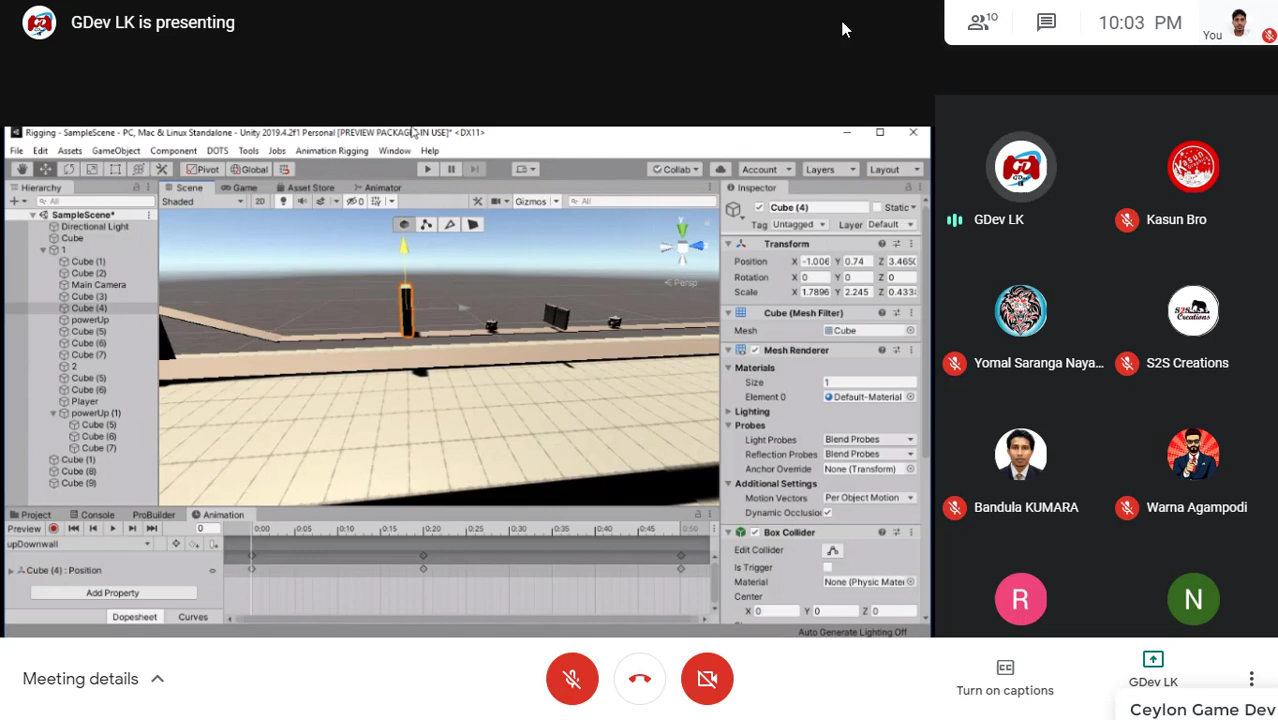 GDev LK is presenting
10
10:03 PM
You
Rigging - SampleScene - PC, Mac & Linux Standalone - Unity 2019.4.2f1 Personal [PREVIEW PACKAGES IN USE]* <DX11>
File Edit Assets GameObject Component DOTS Tools Jobs Animation Rigging Window Help
Pivot Global Collab Account Layers Layout
Hierarchy
All
SampleScene*
Directional Light
Cube
1
Cube (1)
Cube (2)
Main Camera
Cube (3)
Cube (4)
powerUp
Cube (5)
Cube (6)
Cube (7)
2
Cube (5)
Cube (6)
Player
powerUp (1)
Cube (5)
Cube (6)
Cube (7)
Cube (1)
Cube (8)
Cube (9)
Scene Game Asset Store Animator
Shaded 2D 0 Gizmos All
y
Persp
Inspector
Cube (4) Static
Tag Untagged Layer Default
Transform
Position X -1.006 Y 0.74 Z 3.4650
Rotation X 0 Y 0 Z 0
Scale X 1.7896 Y 2.245 Z 0.433
Cube (Mesh Filter)
Mesh Cube
Mesh Renderer
Materials
Size 1
Element 0 Default-Material
Lighting
Probes
Light Probes Blend Probes
Reflection Probes Blend Probes
Anchor Override None (Transform)
Additional Settings
Motion Vectors Per Object Motion
Dynamic Occlusio
Box Collider
Edit Collider
Is Trigger
Material None (Physic Mater
Center
X 0 Y 0 Z 0
Auto Generate Lighting Off
Project Console ProBuilder Animation
Preview 0 0:00 0:05 0:10 0:15 0:20 0:25 0:30 0:35 0:40 0:45 0:50
upDownwall
Cube (4) : Position
Add Property
Dopesheet Curves
GDev LK
Kasun Bro
Yomal Saranga Naya...
S2S Creations
Bandula KUMARA
Warna Agampodi
R
N
Meeting details
Turn on captions
GDev LK
Ceylon Game Dev